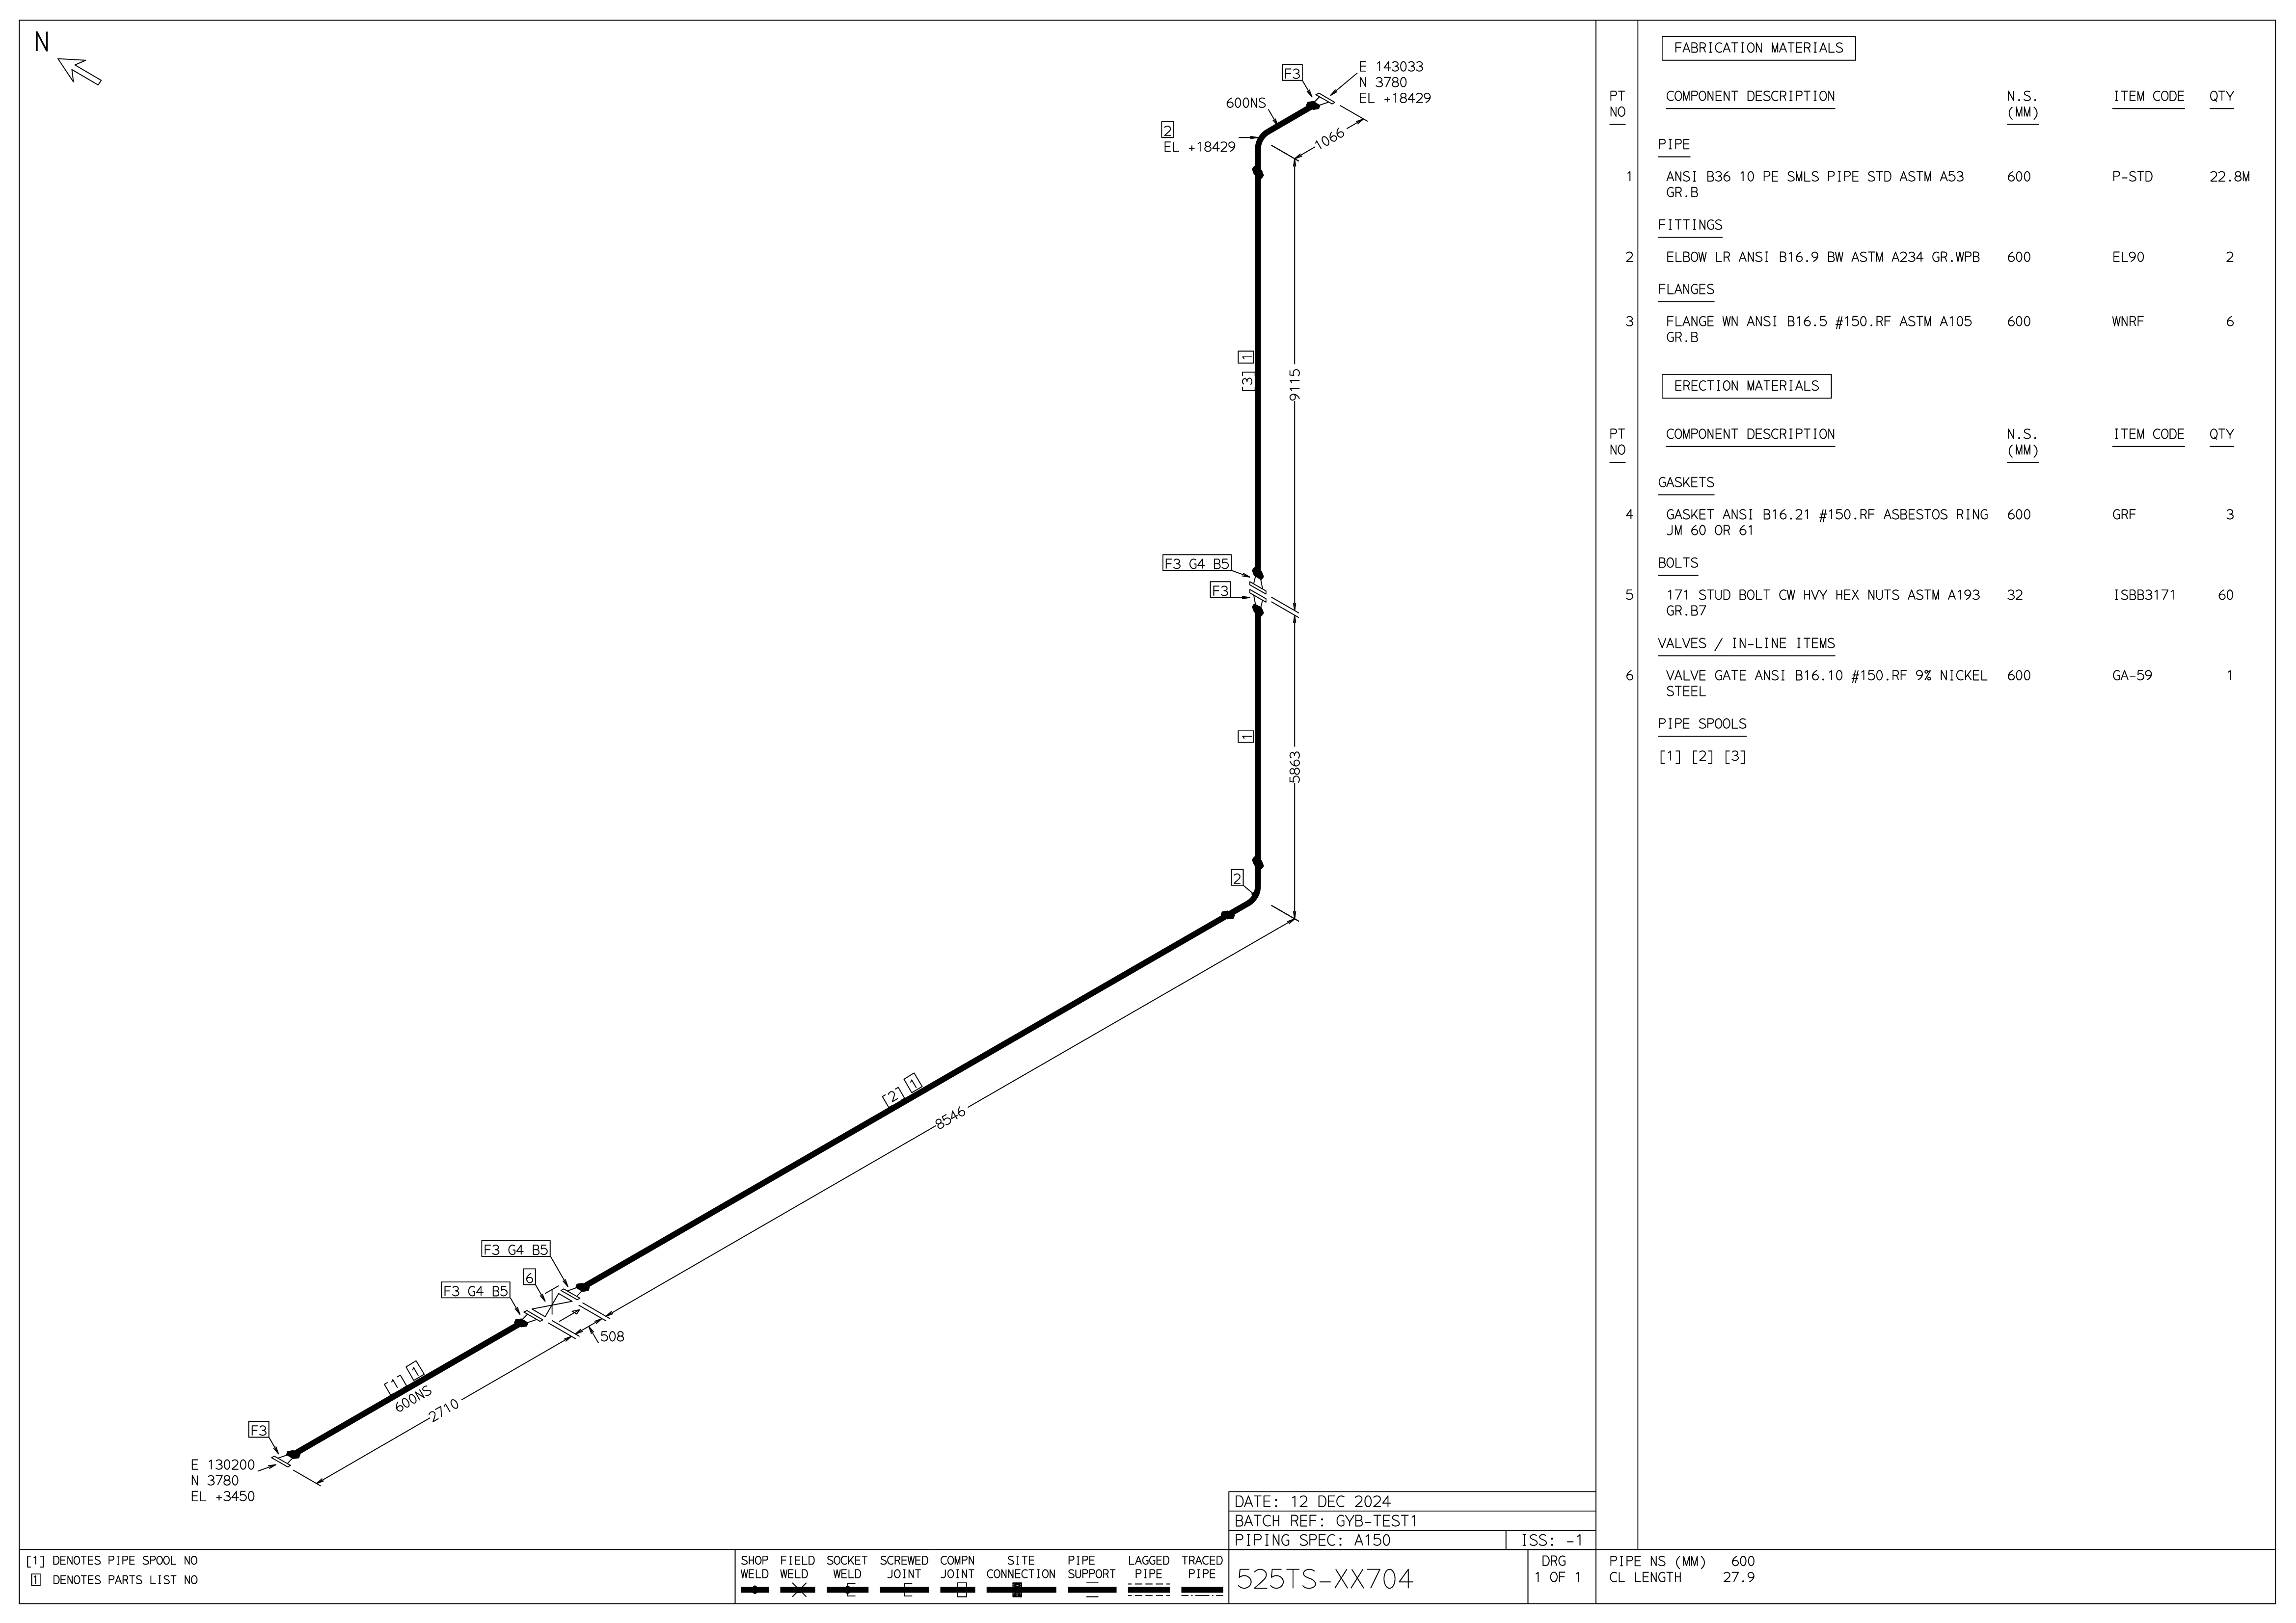 N
F3
E 143033
N 3780
EL +18429
600NS
2
EL +18429
1066
1
[3]
9115
F3 G4 B5
F3
1
5863
2
[2] 1
8546
F3 G4 B5
6
F3 G4 B5
508
[1] 1
600NS
2710
F3
E 130200
N 3780
EL +3450
FABRICATION MATERIALS
PT NO COMPONENT DESCRIPTION N.S. (MM) ITEM CODE QTY
PIPE
1 ANSI B36 10 PE SMLS PIPE STD ASTM A53 600 P-STD 22.8M
GR.B
FITTINGS
2 ELBOW LR ANSI B16.9 BW ASTM A234 GR.WPB 600 EL90 2
FLANGES
3 FLANGE WN ANSI B16.5 #150.RF ASTM A105 600 WNRF 6
GR.B
ERECTION MATERIALS
PT NO COMPONENT DESCRIPTION N.S. (MM) ITEM CODE QTY
GASKETS
4 GASKET ANSI B16.21 #150.RF ASBESTOS RING 600 GRF 3
JM 60 OR 61
BOLTS
5 171 STUD BOLT CW HVY HEX NUTS ASTM A193 32 ISBB3171 60
GR.B7
VALVES / IN-LINE ITEMS
6 VALVE GATE ANSI B16.10 #150.RF 9% NICKEL 600 GA-59 1
STEEL
PIPE SPOOLS
[1] [2] [3]
DATE: 12 DEC 2024
BATCH REF: GYB-TEST1
PIPING SPEC: A150 ISS: -1
[1] DENOTES PIPE SPOOL NO
1 DENOTES PARTS LIST NO
SHOP WELD
FIELD WELD
SOCKET WELD
SCREWED JOINT
COMPN JOINT
SITE CONNECTION
PIPE SUPPORT
LAGGED PIPE
TRACED PIPE
525TS-XX704
DRG
1 OF 1
PIPE NS (MM) 600
CL LENGTH 27.9